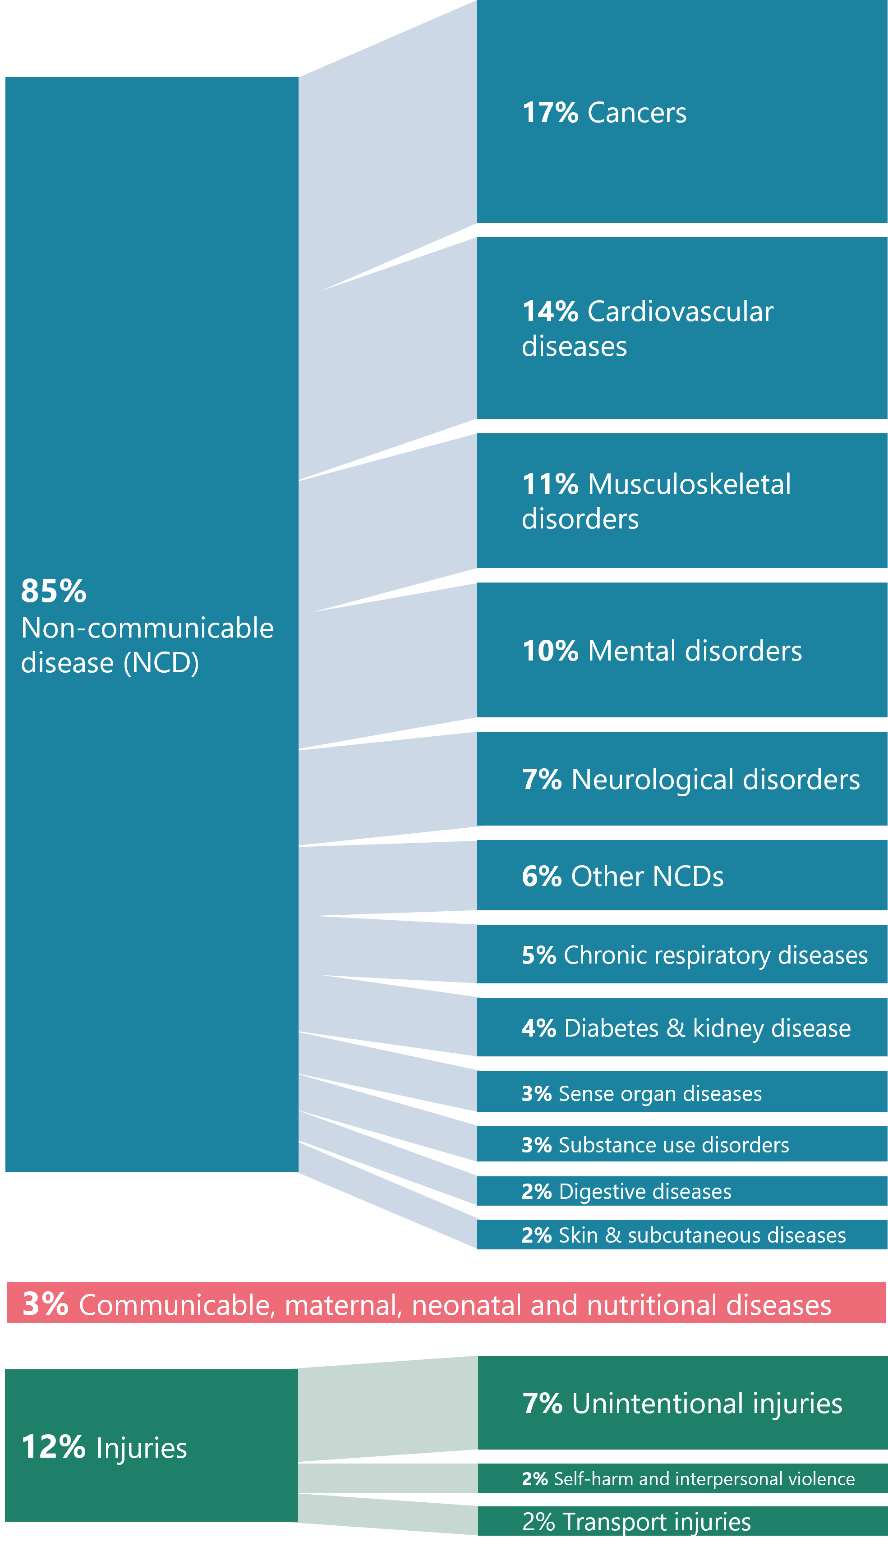 85%
Non-communicable
disease (NCD)
17% Cancers
14% Cardiovascular
diseases
11% Musculoskeletal
disorders
10% Mental disorders
7% Neurological disorders
6% Other NCDs
5% Chronic respiratory diseases
4% Diabetes & kidney disease
3% Sense organ diseases
3% Substance use disorders
2% Digestive diseases
2% Skin & subcutaneous diseases
3% Communicable, maternal, neonatal and nutritional diseases
12% Injuries
7% Unintentional injuries
2% Self-harm and interpersonal violence
2% Transport injuries